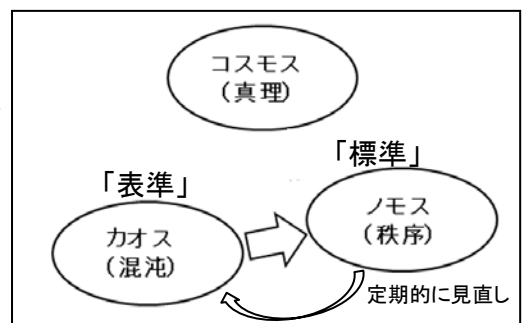 コスモス
(真理)
「標準」
「表準」
ノモス
(秩序)
カオス
(混沌)
定期的に見直し